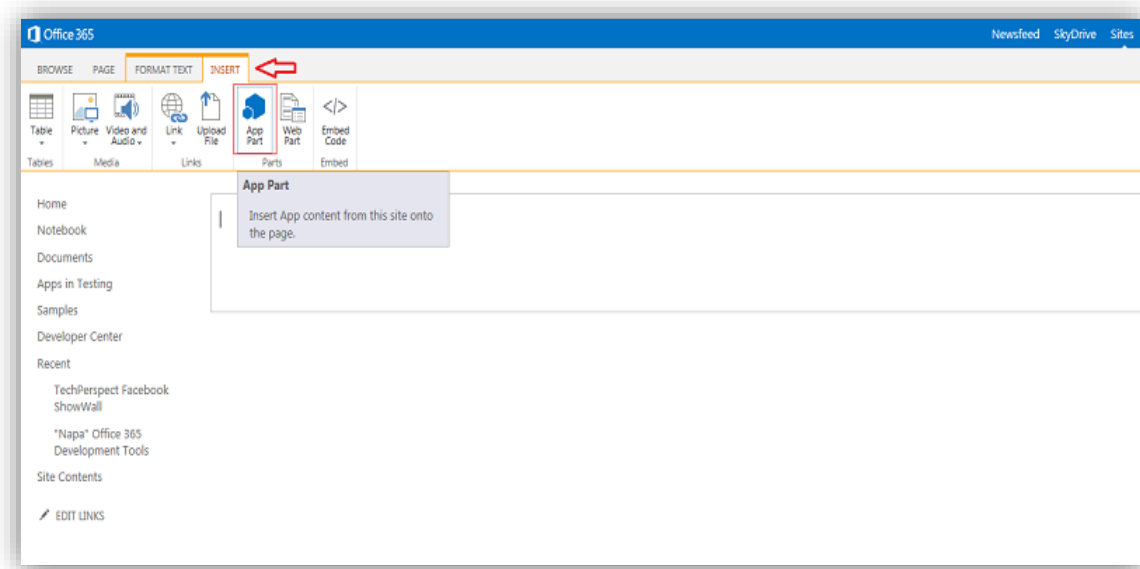 Office 365
Newsfeed SkyDrive Sites
BROWSE PAGE FORMAT TEXT INSERT
Table Picture Video and Audio Link Upload File App Part Web Part Embed Code
Tables Media Links Parts Embed
App Part
Insert App content from this site onto
the page.
Home
Notebook
Documents
Apps in Testing
Samples
Developer Center
Recent
TechPerspect Facebook
ShowWall
"Napa" Office 365
Development Tools
Site Contents
EDIT LINKS